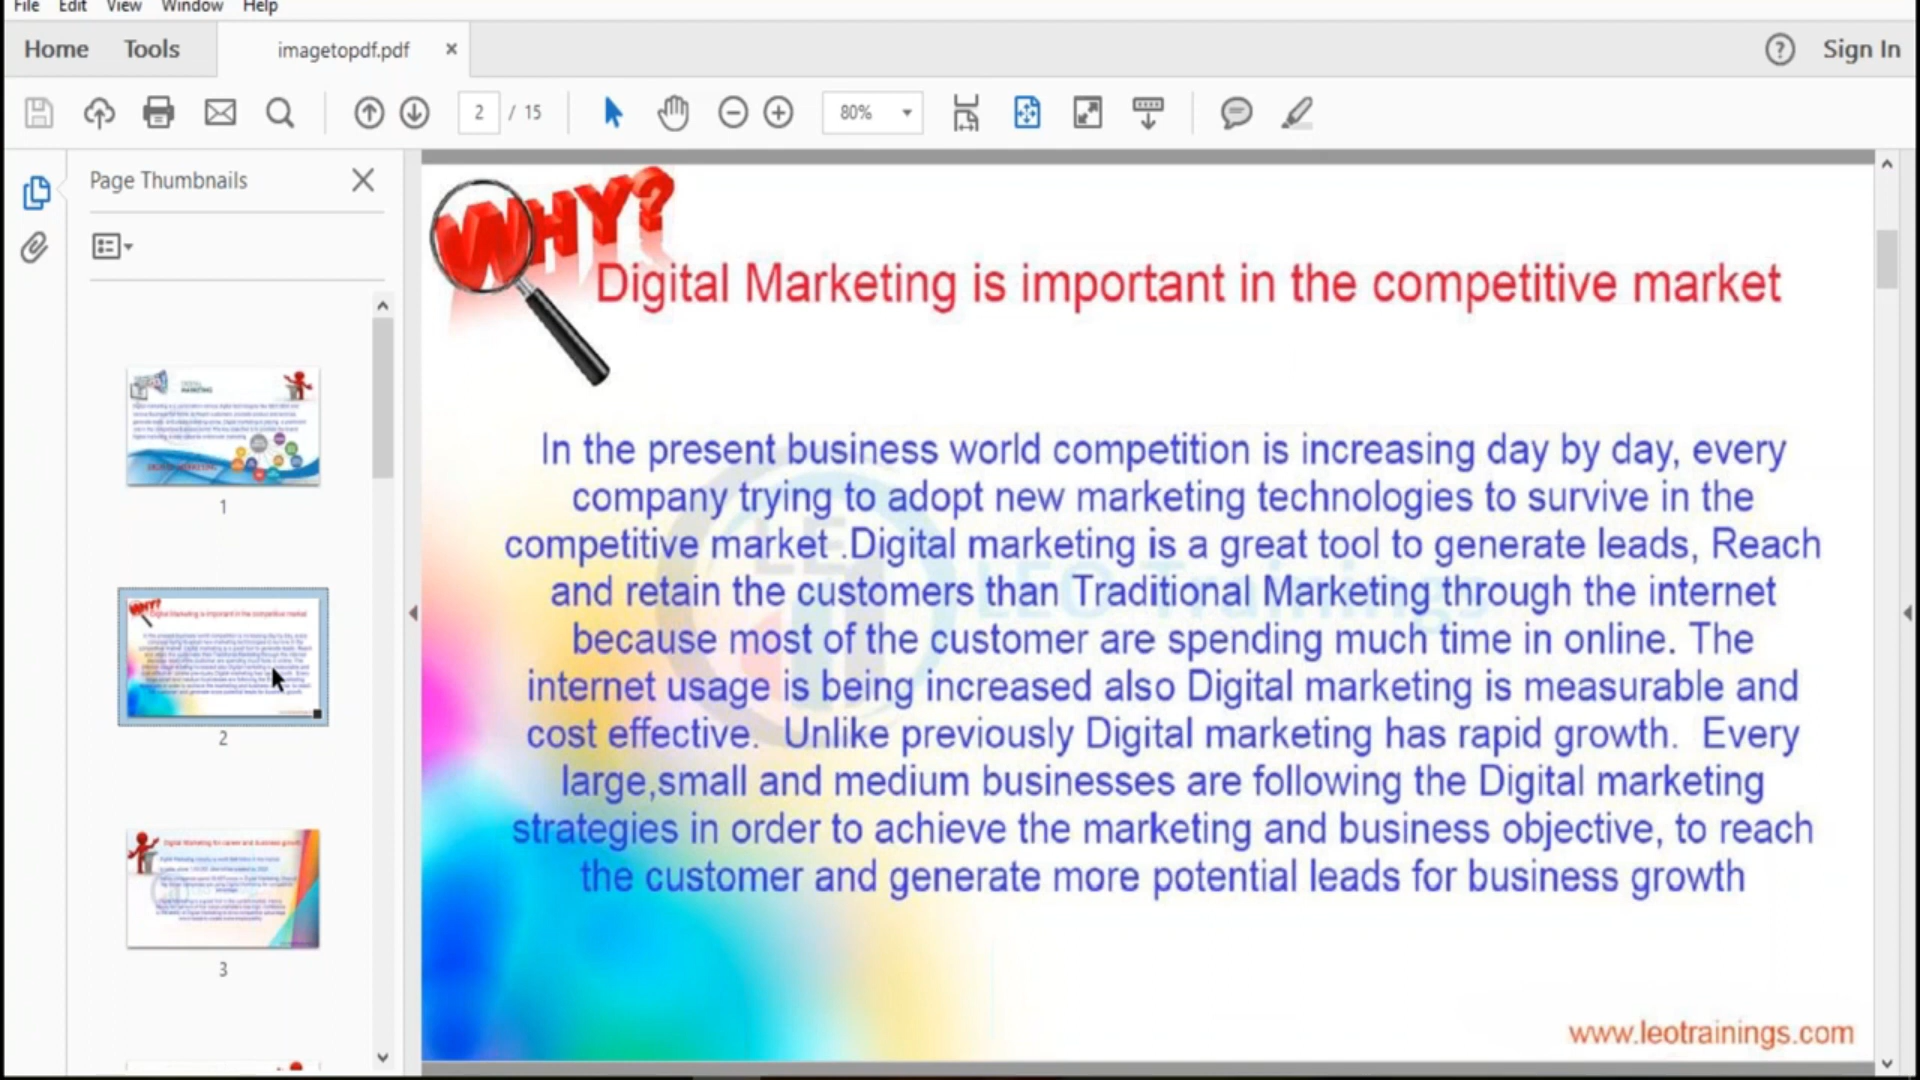 File Edit View Window Help
Home Tools imagetopdf.pdf Sign In
2 / 15 80%
Page Thumbnails
1
2
3
WHY?
Digital Marketing is important in the competitive market
In the present business world competition is increasing day by day, every
company trying to adopt new marketing technologies to survive in the
competitive market .Digital marketing is a great tool to generate leads, Reach
and retain the customers than Traditional Marketing through the internet
because most of the customer are spending much time in online. The
internet usage is being increased also Digital marketing is measurable and
cost effective. Unlike previously Digital marketing has rapid growth. Every
large,small and medium businesses are following the Digital marketing
strategies in order to achieve the marketing and business objective, to reach
the customer and generate more potential leads for business growth
LEO Trainings
www.leotrainings.com